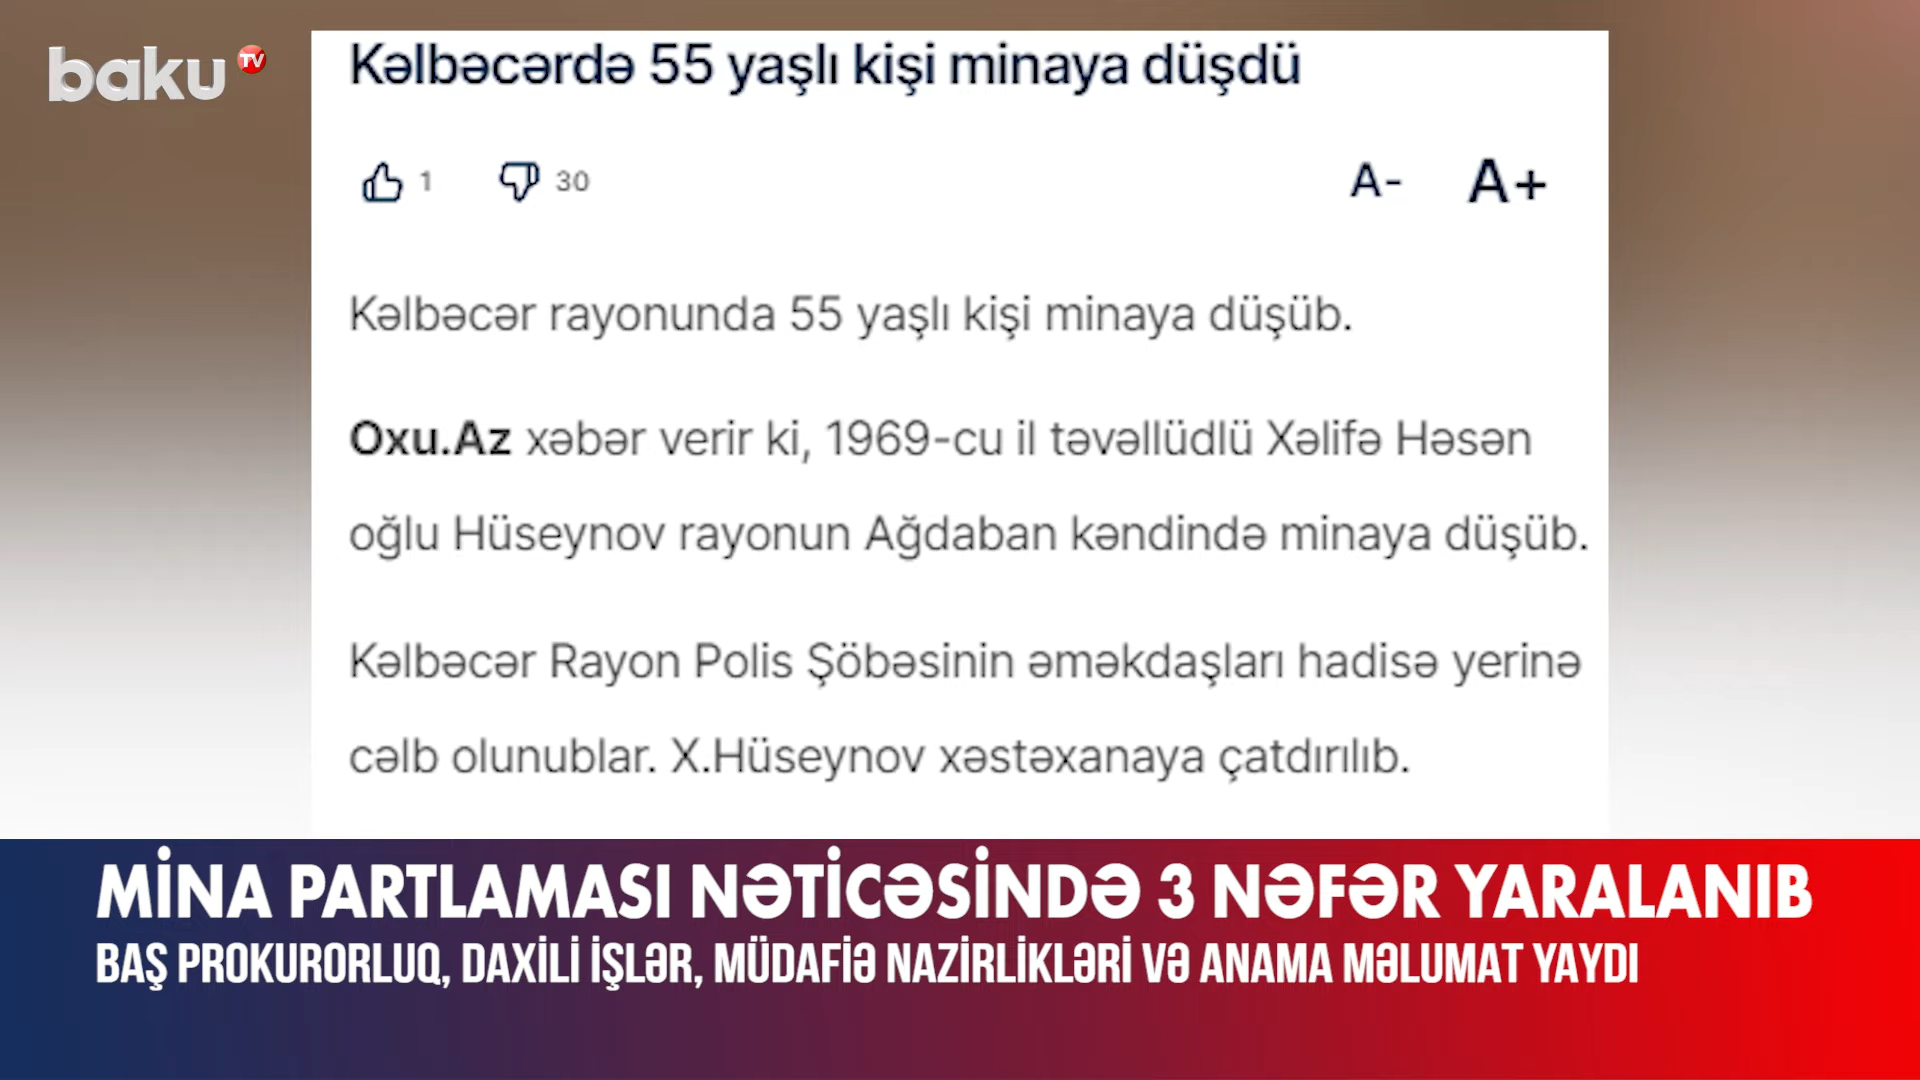 baku TV
Kəlbəcərdə 55 yaşlı kişi minaya düşdü
1 30 A- A+
Kəlbəcər rayonunda 55 yaşlı kişi minaya düşüb.
Oxu.Az xəbər verir ki, 1969-cu il təvəllüdlü Xəlifə Həsən
oğlu Hüseynov rayonun Ağdaban kəndində minaya düşüb.
Kəlbəcər Rayon Polis Şöbəsinin əməkdaşları hadisə yerinə
cəlb olunublar. X.Hüseynov xəstəxanaya çatdırılıb.
MİNA PARTLAMASI NƏTİCƏSİNDƏ 3 NƏFƏR YARALANIB
BAŞ PROKURORLUQ, DAXİLİ İŞLƏR, MÜDAFİƏ NAZİRLİKLƏRİ VƏ ANAMA MƏLUMAT YAYDI